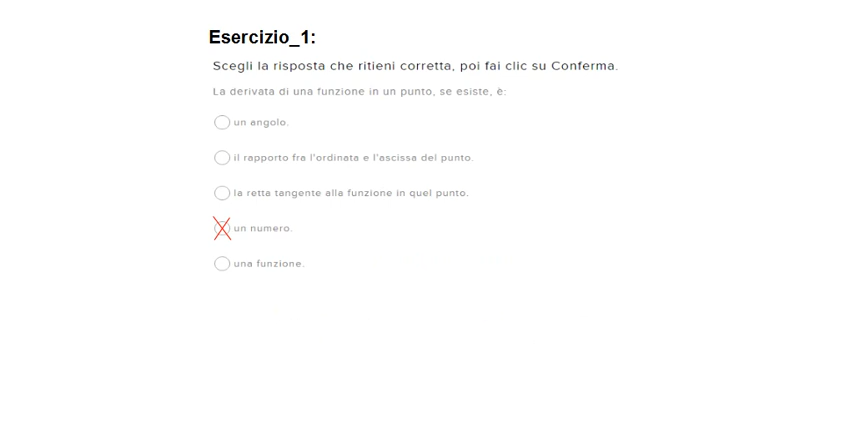 Esercizio_1:
Scegli la risposta che ritieni corretta, poi fai clic su Conferma.
La derivata di una funzione in un punto, se esiste, è:
un angolo.
il rapporto fra l'ordinata e l'ascissa del punto.
la retta tangente alla funzione in quel punto.
un numero.
una funzione.